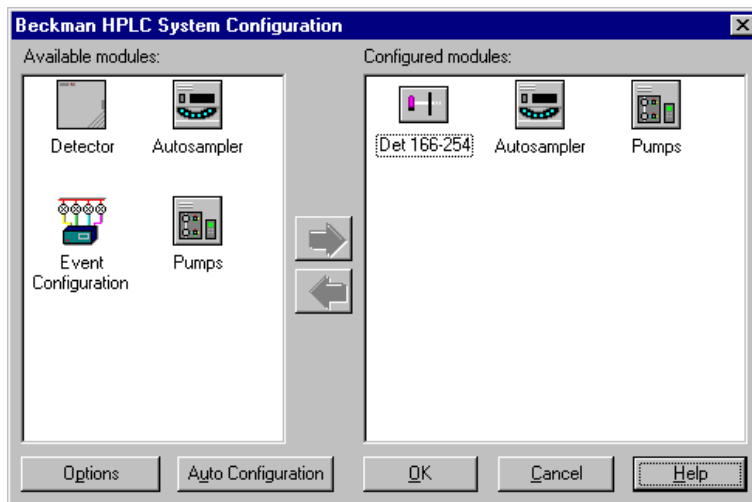 Beckman HPLC System Configuration
Available modules:
Configured modules:
Detector
Autosampler
Event
Configuration
Pumps
Det 166-254
Autosampler
Pumps
Options
Auto Configuration
OK
Cancel
Help